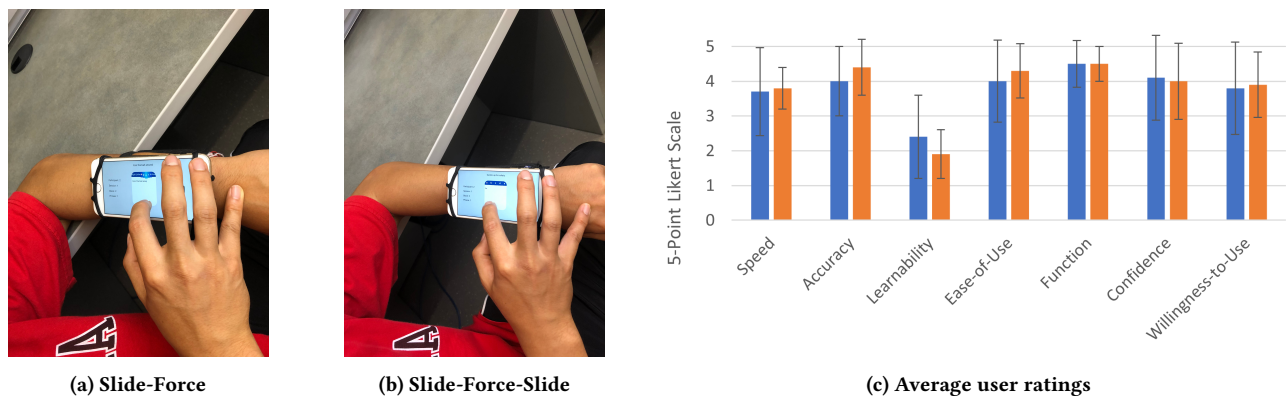 5-Point Likert Scale
5
4
3
2
1
0
Speed
Accuracy
Learnability
Ease-of-Use
Function
Confidence
Willingness-to-Use
(a) Slide-Force
(b) Slide-Force-Slide
(c) Average user ratings